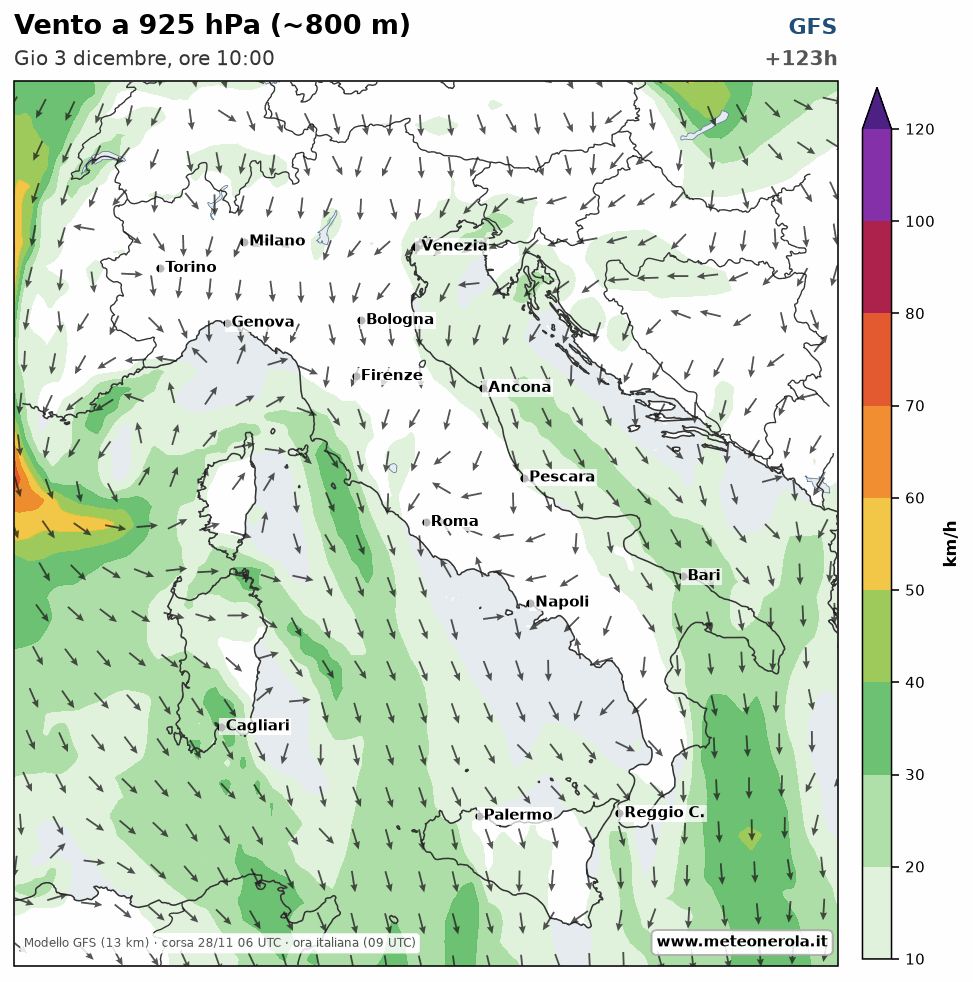 Vento a 925 hPa (~800 m)
GFS
Gio 3 dicembre, ore 10:00
+123h
120
100
80
70
60
50
40
30
20
10
km/h
Milano
Venezia
Torino
Genova
Bologna
Firenze
Ancona
Pescara
Roma
Bari
Napoli
Cagliari
Palermo
Reggio C.
Modello GFS (13 km) · corsa 28/11 06 UTC · ora italiana (09 UTC)
www.meteonerola.it